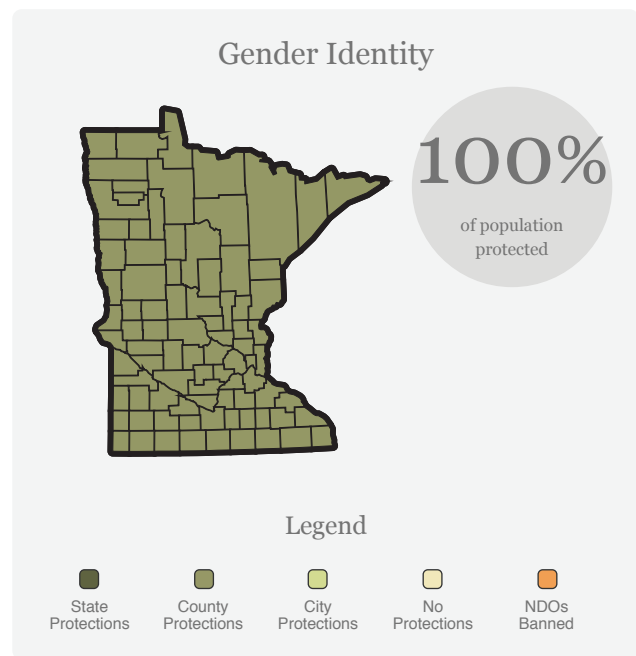 Gender Identity
100%
of population
protected
Legend
State
Protections
County
Protections
City
Protections
No
Protections
NDOs
Banned